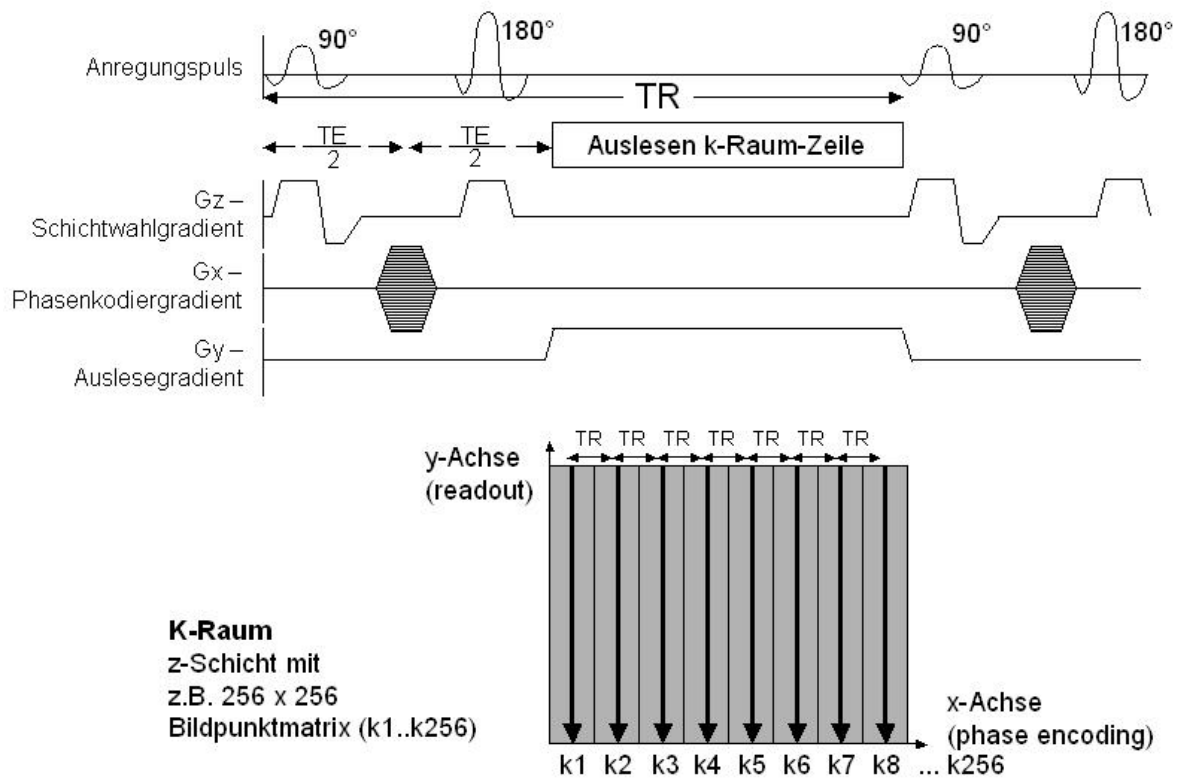 90°
180°
90°
180°
Anregungspuls
TR
TE
2
TE
2
Auslesen k-Raum-Zeile
Gz –
Schichtwahlgradient
Gx –
Phasenkodiergradient
Gy –
Auslesegradient
TR TR TR TR TR TR TR
y-Achse
(readout)
K-Raum
z-Schicht mit
z.B. 256 x 256
Bildpunktmatrix (k1..k256)
x-Achse
(phase encoding)
k1 k2 k3 k4 k5 k6 k7 k8 ... k256